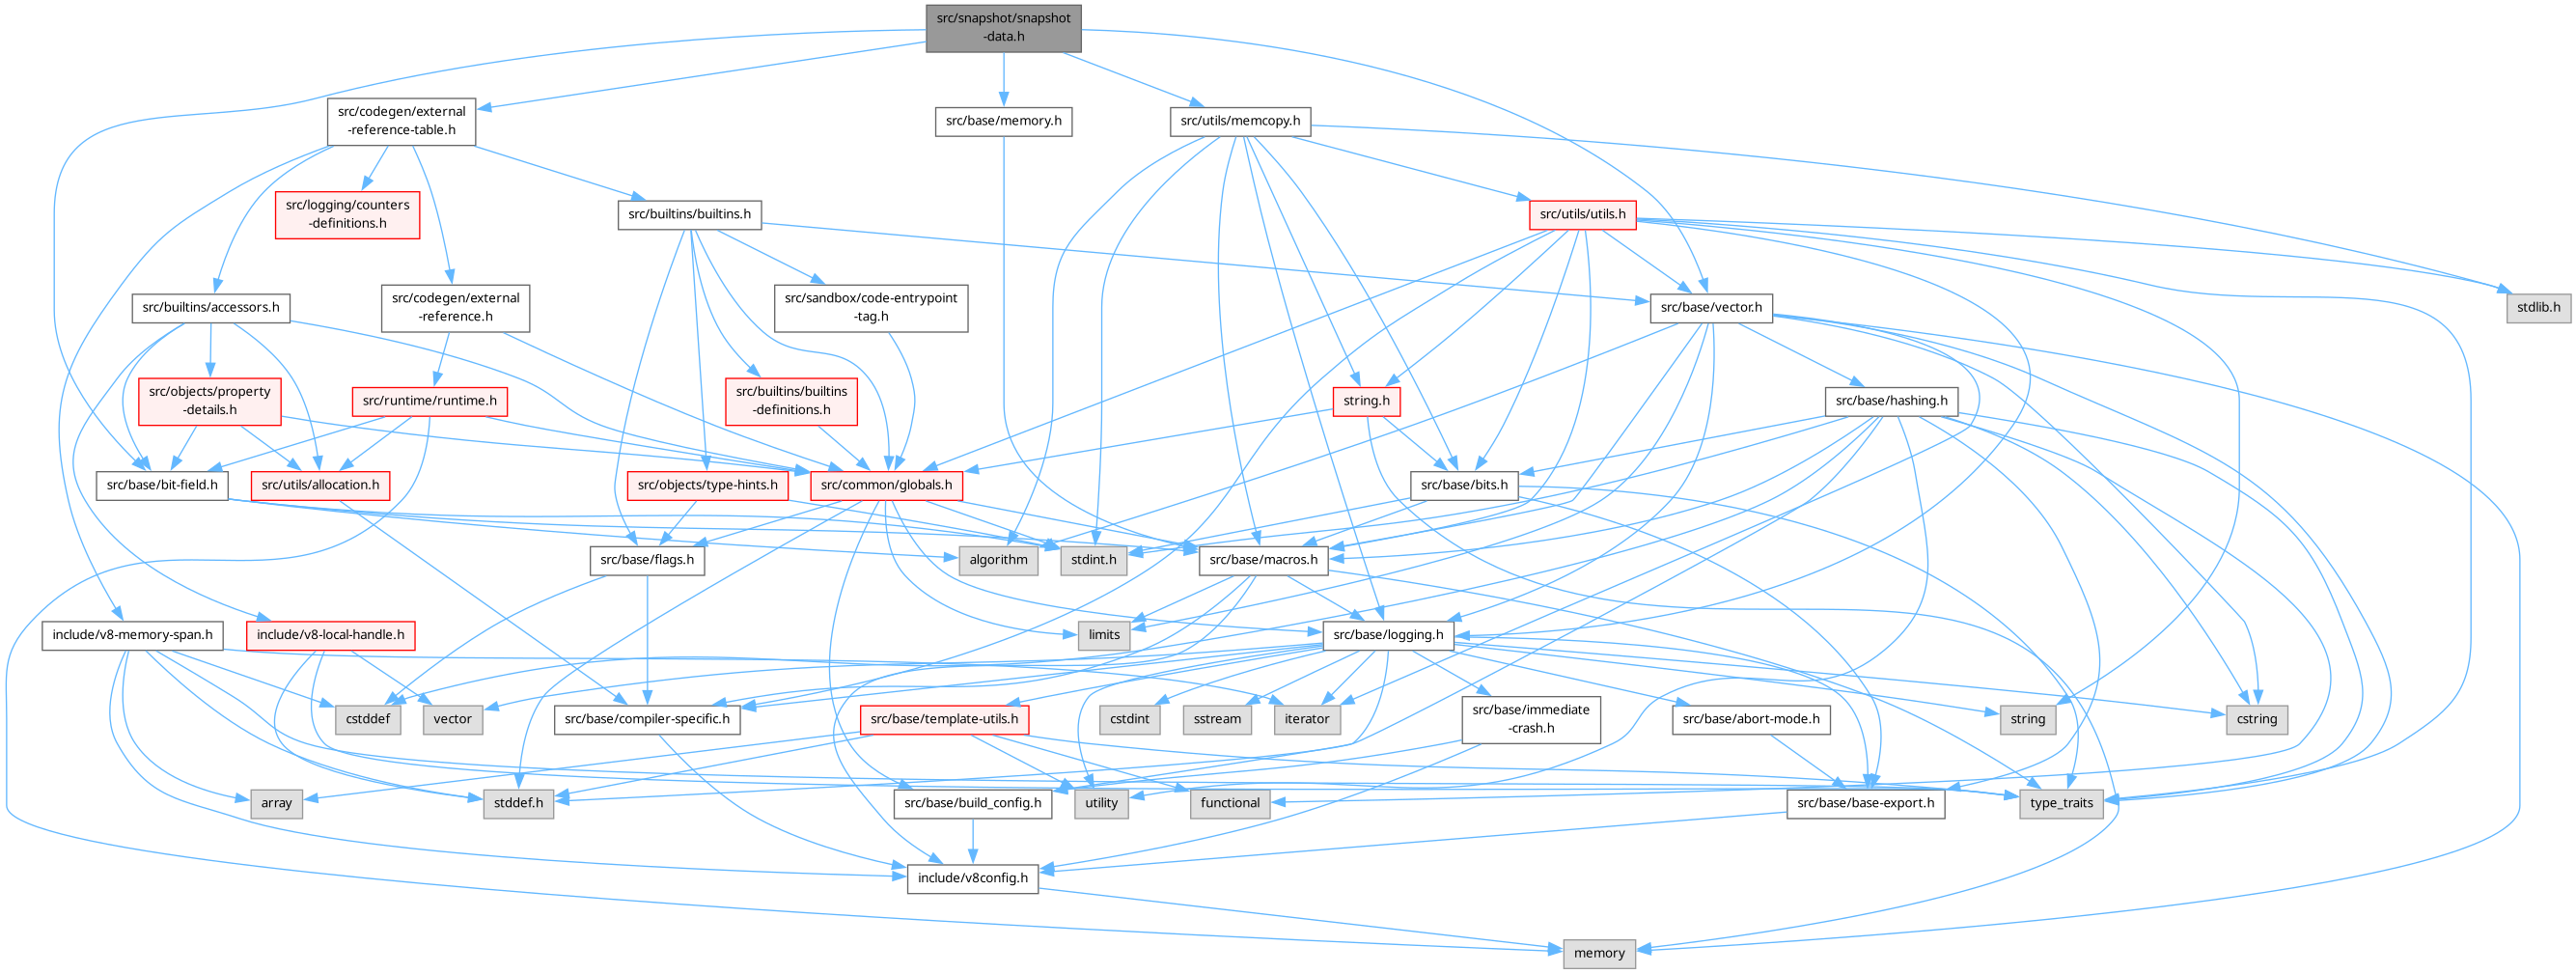 src/snapshot/snapshot
-data.h
src/codegen/external
-reference-table.h
src/base/memory.h
src/utils/memcopy.h
src/logging/counters
-definitions.h
src/builtins/builtins.h
src/utils/utils.h
src/builtins/accessors.h
src/codegen/external
-reference.h
src/sandbox/code-entrypoint
-tag.h
src/base/vector.h
stdlib.h
src/objects/property
-details.h
src/runtime/runtime.h
src/builtins/builtins
-definitions.h
string.h
src/base/hashing.h
src/base/bit-field.h
src/utils/allocation.h
src/objects/type-hints.h
src/common/globals.h
src/base/bits.h
src/base/flags.h
algorithm
stdint.h
src/base/macros.h
include/v8-memory-span.h
include/v8-local-handle.h
limits
src/base/logging.h
cstddef
vector
src/base/compiler-specific.h
src/base/template-utils.h
cstdint
sstream
iterator
src/base/immediate
-crash.h
src/base/abort-mode.h
string
cstring
array
stddef.h
src/base/build_config.h
utility
functional
src/base/base-export.h
type_traits
include/v8config.h
memory